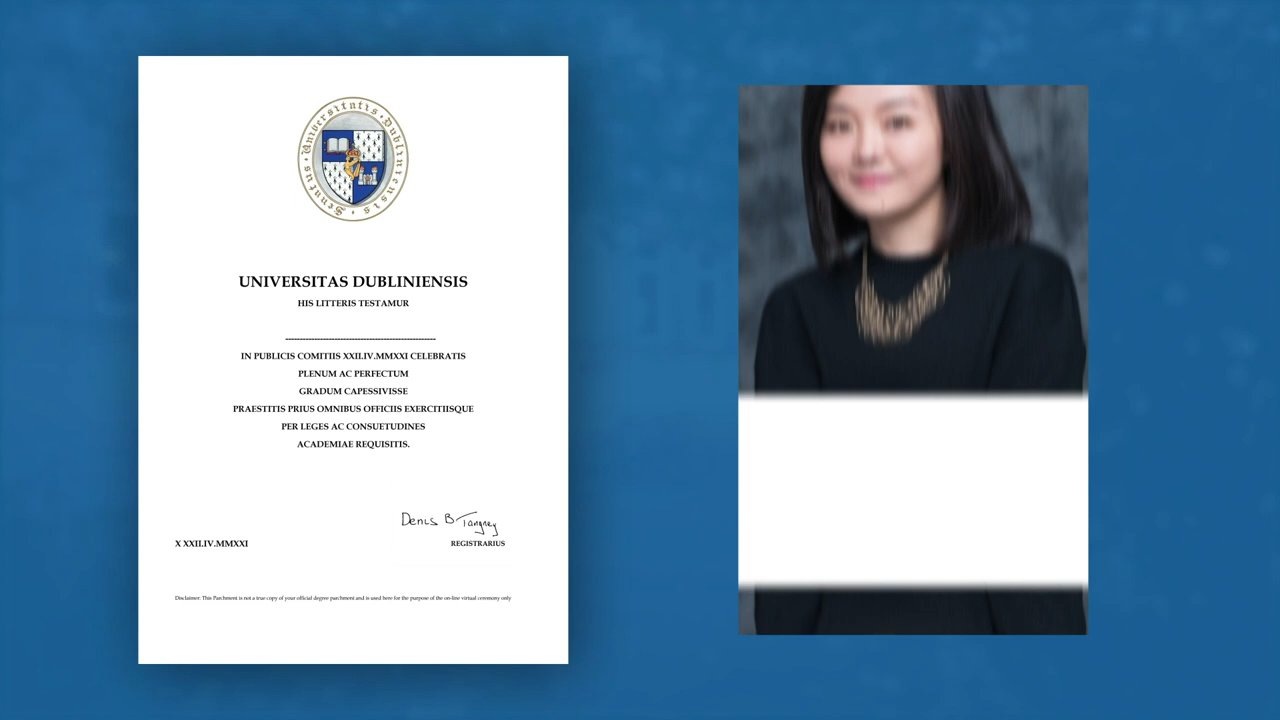 Senatus · Universitatis · Dubliniensis ·
UNIVERSITAS DUBLINIENSIS
HIS LITTERIS TESTAMUR
----------------------------------------------------
IN PUBLICIS COMITIIS XXII.IV.MMXXI CELEBRATIS
PLENUM AC PERFECTUM
GRADUM CAPESSIVISSE
PRAESTITIS PRIUS OMNIBUS OFFICIIS EXERCITIISQUE
PER LEGES AC CONSUETUDINES
ACADEMIAE REQUISITIS.
Denis B Tangney
X XXII.IV.MMXXI
REGISTRARIUS
Disclaimer: This Parchment is not a true copy of your official degree parchment and is used here for the purpose of the on-line virtual ceremony only